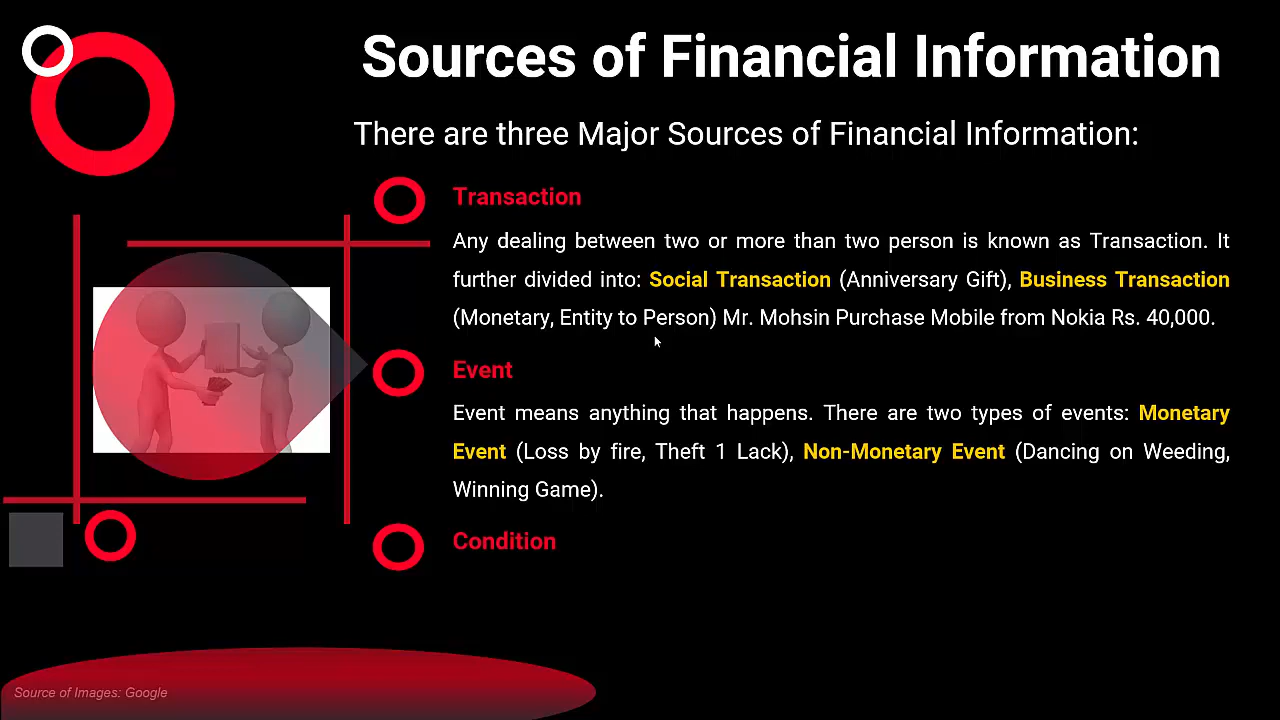 Sources of Financial Information
There are three Major Sources of Financial Information:
Transaction
Any dealing between two or more than two person is known as Transaction. It
further divided into: Social Transaction (Anniversary Gift), Business Transaction
(Monetary, Entity to Person) Mr. Mohsin Purchase Mobile from Nokia Rs. 40,000.
Event
Event means anything that happens. There are two types of events: Monetary
Event (Loss by fire, Theft 1 Lack), Non-Monetary Event (Dancing on Weeding,
Winning Game).
Condition
Source of Images: Google